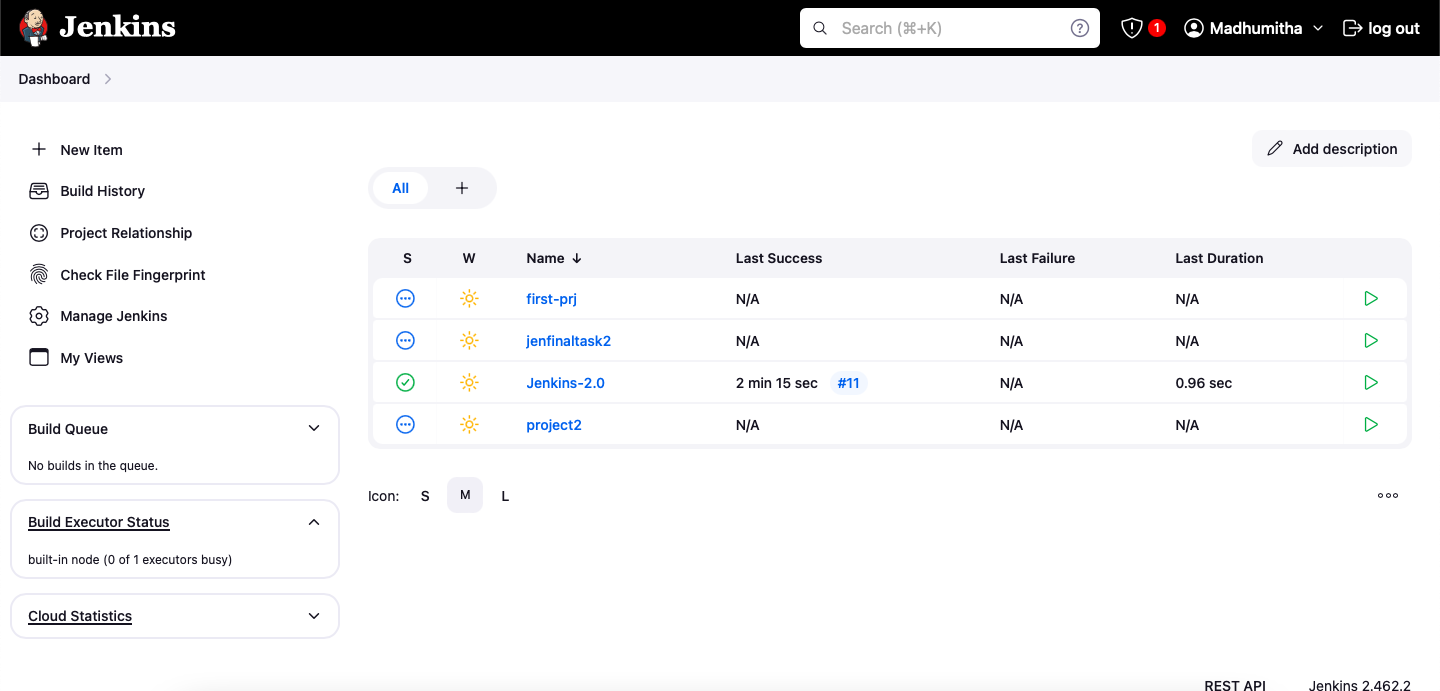 Jenkins
Search (⌘+K)
1
Madhumitha
log out
Dashboard
New Item
Build History
Project Relationship
Check File Fingerprint
Manage Jenkins
My Views
Build Queue
No builds in the queue.
Build Executor Status
built-in node (0 of 1 executors busy)
Cloud Statistics
Add description
All
S W Name ↓ Last Success Last Failure Last Duration
first-prj N/A N/A N/A
jenfinaltask2 N/A N/A N/A
Jenkins-2.0 2 min 15 sec #11 N/A 0.96 sec
project2 N/A N/A N/A
Icon: S M L
REST API Jenkins 2.462.2